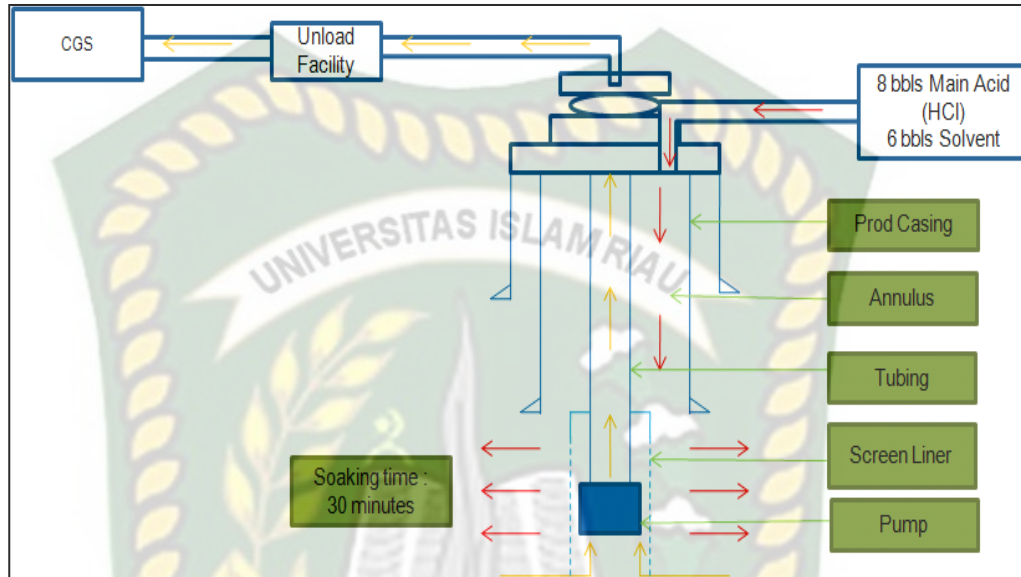 CGS
Unload
Facility
8 bbls Main Acid
(HCl)
6 bbls Solvent
UNIVERSITAS ISLAM RIAU
Prod Casing
Annulus
Tubing
Screen Liner
Pump
Soaking time :
30 minutes